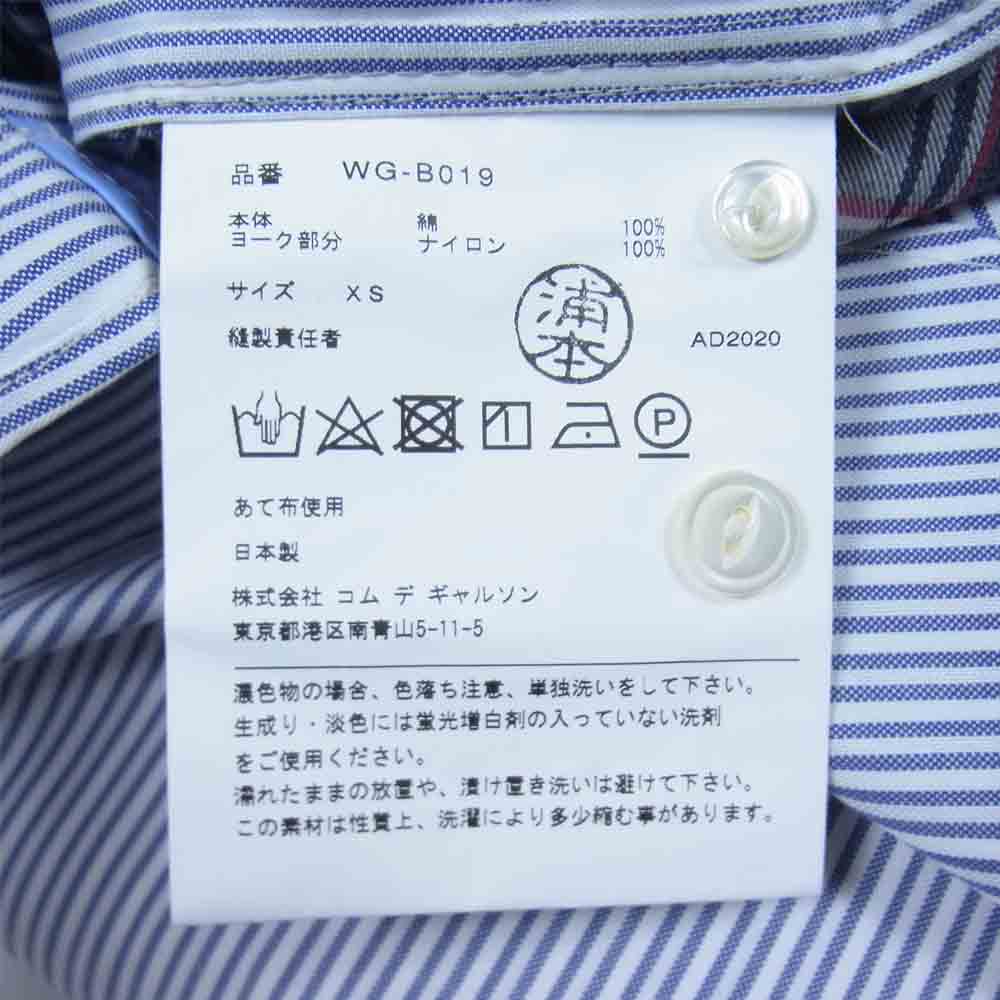 品番 WG-B019
本体 綿 100%
ヨーク部分 ナイロン 100%
サイズ XS
縫製責任者 浦本 AD2020
P
あて布使用
日本製
株式会社 コム デ ギャルソン
東京都港区南青山5-11-5
濃色物の場合、色落ち注意、単独洗いをして下さい。
生成り・淡色には蛍光増白剤の入っていない洗剤
をご使用ください。
濡れたままの放置や、漬け置き洗いは避けて下さい。
この素材は性質上、洗濯により多少縮む事があります。